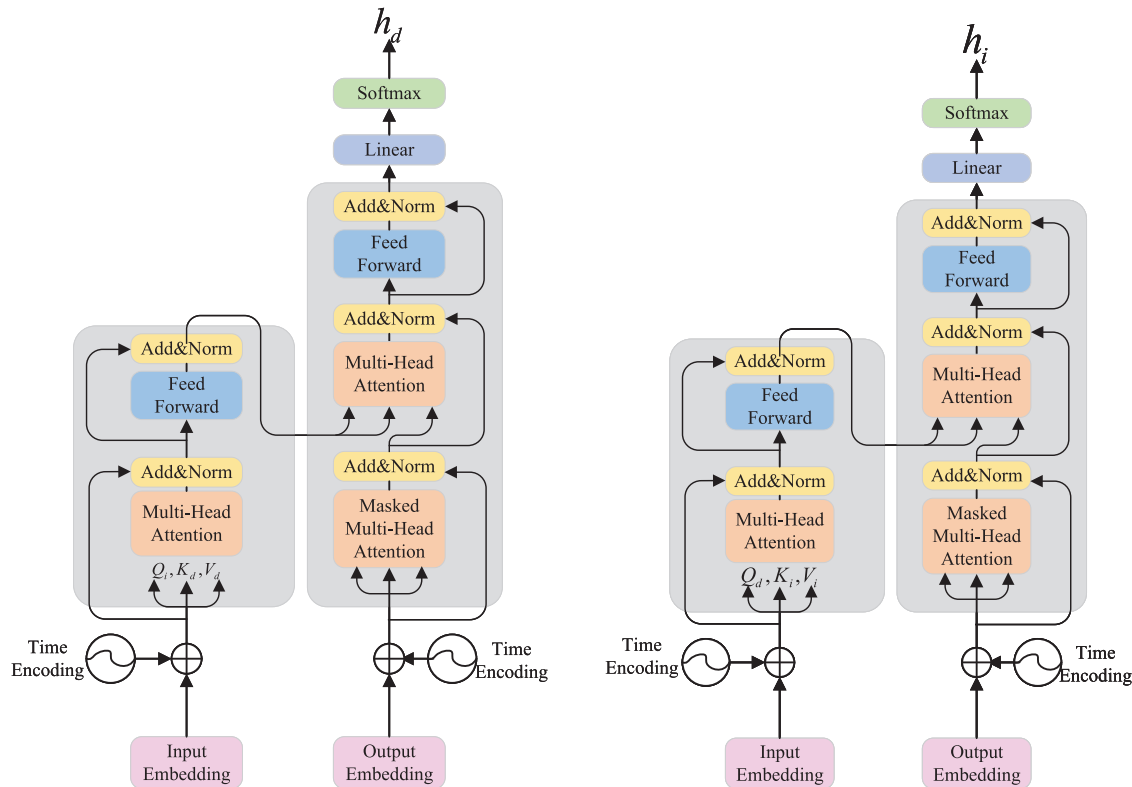 h_d
Softmax
Linear
Add&Norm
Feed
Forward
Add&Norm
Multi-Head
Attention
Add&Norm
Masked
Multi-Head
Attention
Add&Norm
Feed
Forward
Add&Norm
Multi-Head
Attention
Q_i, K_d, V_d
Time
Encoding
Time
Encoding
Input
Embedding
Output
Embedding
h_i
Softmax
Linear
Add&Norm
Feed
Forward
Add&Norm
Multi-Head
Attention
Add&Norm
Masked
Multi-Head
Attention
Add&Norm
Feed
Forward
Add&Norm
Multi-Head
Attention
Q_d, K_i, V_i
Time
Encoding
Time
Encoding
Input
Embedding
Output
Embedding